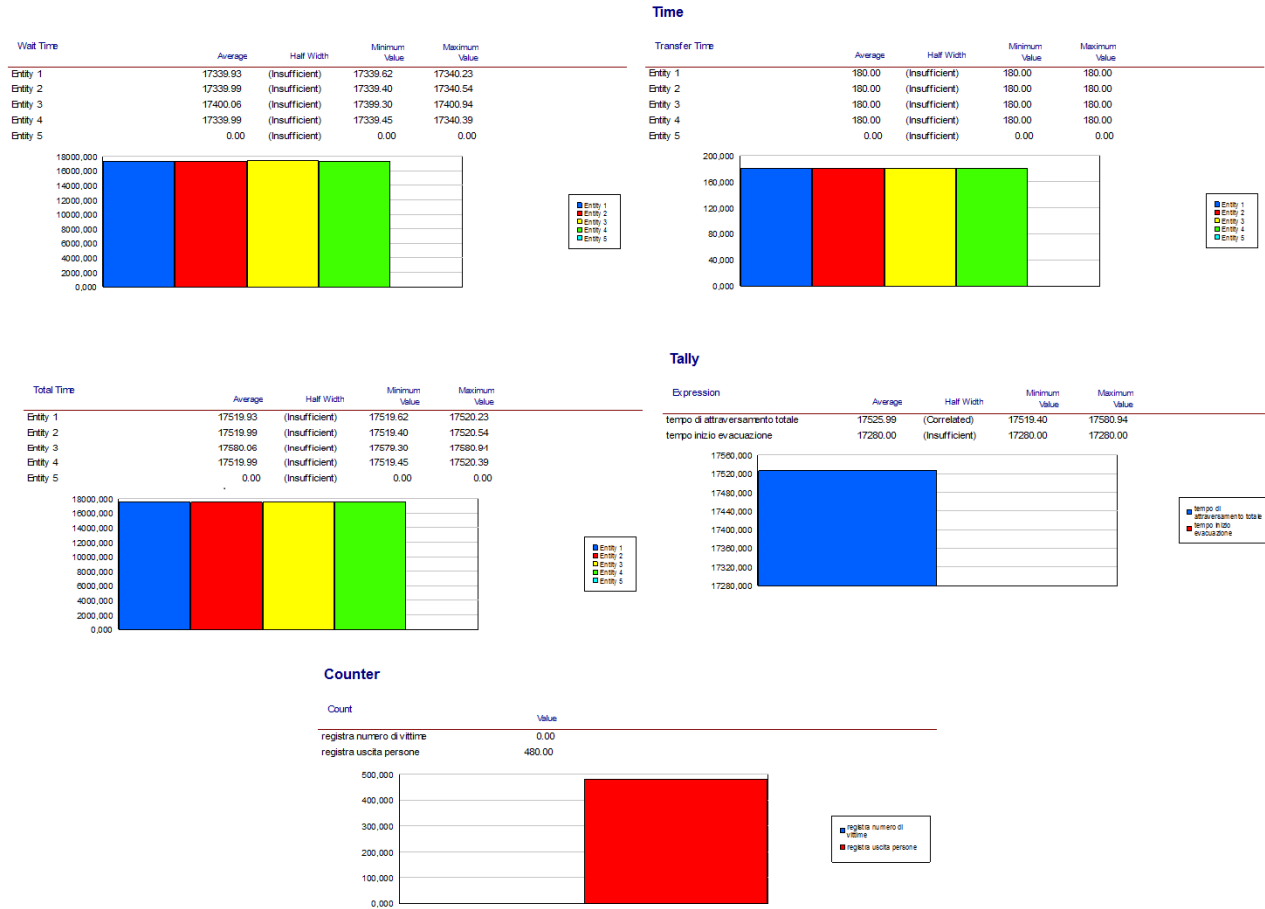 Time
Wait Time Average Half Width Minimum Value Maximum Value
Entity 1 17339.93 (Insufficient) 17339.62 17340.23
Entity 2 17339.99 (Insufficient) 17339.40 17340.54
Entity 3 17400.06 (Insufficient) 17399.30 17400.94
Entity 4 17339.99 (Insufficient) 17339.45 17340.39
Entity 5 0.00 (Insufficient) 0.00 0.00
18000,000
16000,000
14000,000
12000,000
10000,000
8000,000
6000,000
4000,000
2000,000
0,000
Entity 1
Entity 2
Entity 3
Entity 4
Entity 5
Transfer Time Average Half Width Minimum Value Maximum Value
Entity 1 180.00 (Insufficient) 180.00 180.00
Entity 2 180.00 (Insufficient) 180.00 180.00
Entity 3 180.00 (Insufficient) 180.00 180.00
Entity 4 180.00 (Insufficient) 180.00 180.00
Entity 5 0.00 (Insufficient) 0.00 0.00
200,000
160,000
120,000
80,000
40,000
0,000
Entity 1
Entity 2
Entity 3
Entity 4
Entity 5
Total Time Average Half Width Minimum Value Maximum Value
Entity 1 17519.93 (Insufficient) 17519.62 17520.23
Entity 2 17519.99 (Insufficient) 17519.40 17520.54
Entity 3 17580.06 (Insufficient) 17579.30 17580.94
Entity 4 17519.99 (Insufficient) 17519.45 17520.39
Entity 5 0.00 (Insufficient) 0.00 0.00
18000,000
16000,000
14000,000
12000,000
10000,000
8000,000
6000,000
4000,000
2000,000
0,000
Entity 1
Entity 2
Entity 3
Entity 4
Entity 5
Tally
Expression Average Half Width Minimum Value Maximum Value
tempo di attraversamento totale 17525.99 (Correlated) 17519.40 17580.94
tempo inizio evacuazione 17280.00 (Insufficient) 17280.00 17280.00
17560,000
17520,000
17480,000
17440,000
17400,000
17360,000
17320,000
17280,000
tempo di
attraversamento totale
tempo inizio
evacuazione
Counter
Count Value
registra numero di vittime 0.00
registra uscita persone 480.00
500,000
400,000
300,000
200,000
100,000
0,000
registra numero di
vittime
registra uscita persone